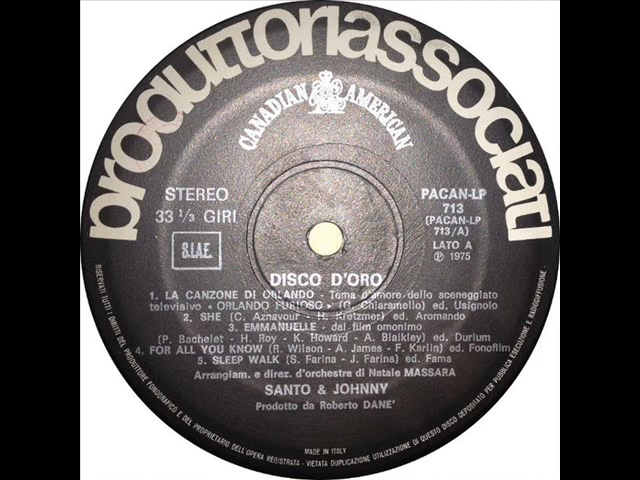 produttoriassociati
CANADIAN AMERICAN
STEREO
33 ⅓ GIRI
S.I.A.E.
PACAN-LP
713
(PACAN-LP
713/A)
LATO A
℗ 1975
DISCO D'ORO
1. LA CANZONE DI ORLANDO - Tema d'amore dello sceneggiato
televisivo «ORLANDO FURIOSO» - (G. Chiaramello) ed. Usignolo
2. SHE (C. Aznavour - H. Kretzmer) ed. Aromando
3. EMMANUELLE - dal film omonimo
(P. Bachelet - H. Roy - K. Howard - A. Blaikley) ed. Durium
4. FOR ALL YOU KNOW (R. Wilson - A. James - F. Karlin) ed. Fonofilm
5. SLEEP WALK (S. Farina - J. Farina) ed. Fama
Arrangiam. e direz. d'orchestra di Natale MASSARA
SANTO & JOHNNY
Prodotto da Roberto DANE'
MADE IN ITALY
RISERVATI TUTTI I DIRITTI DEL PRODUTTORE FONOGRAFICO E DEL PROPRIETARIO DELL'OPERA REGISTRATA - VIETATA DUPLICAZIONE UTILIZZAZIONE DI QUESTO DISCO PER PUBBLICA ESECUZIONE E RADIODIFFUSIONE.